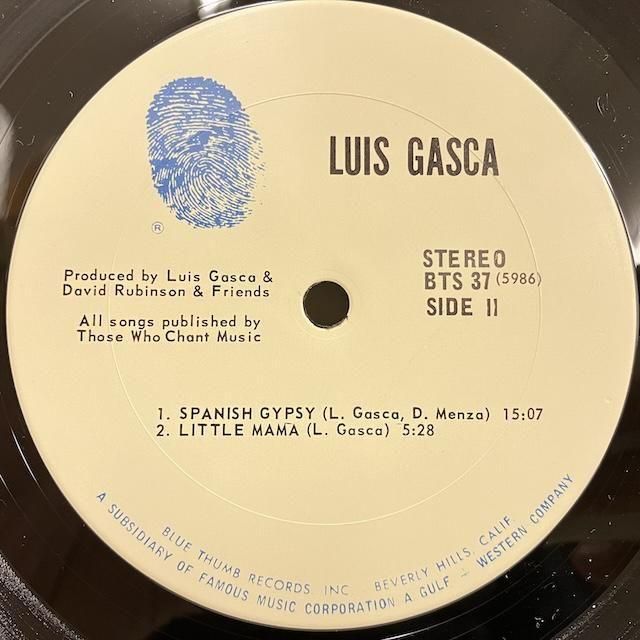 LUIS GASCA
®
Produced by Luis Gasca &
David Rubinson & Friends
All songs published by
Those Who Chant Music
STEREO
BTS 37 (5986)
SIDE II
1. SPANISH GYPSY (L. Gasca, D. Menza) 15:07
2. LITTLE MAMA (L. Gasca) 5:28
BLUE THUMB RECORDS, INC. BEVERLY HILLS, CALIF.
A SUBSIDIARY OF FAMOUS MUSIC CORPORATION A GULF + WESTERN COMPANY